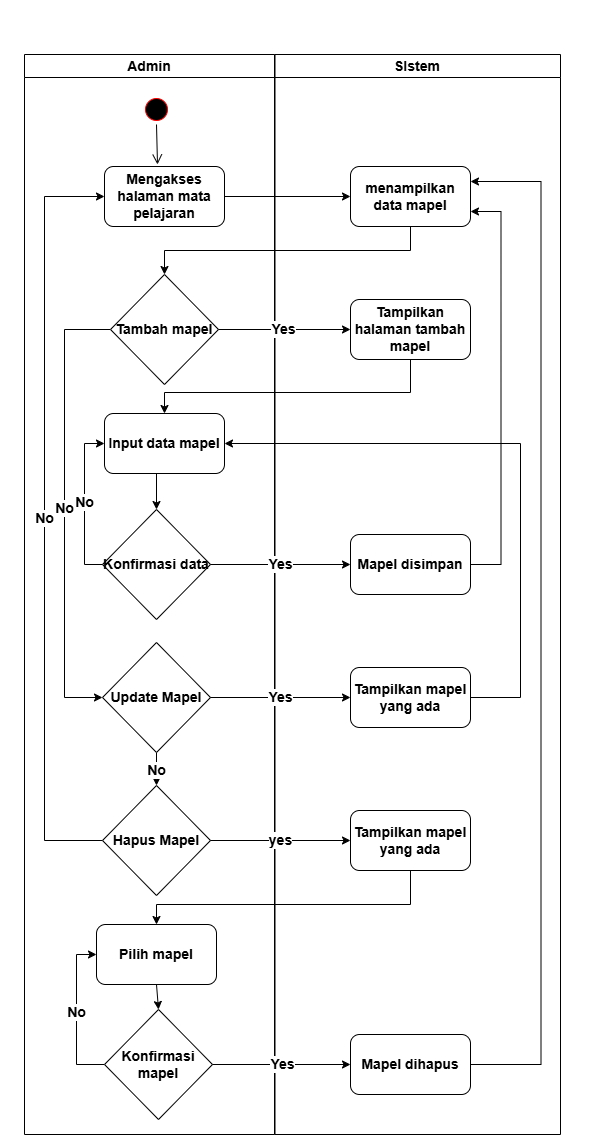 Admin
SIstem
Mengakses
halaman mata
pelajaran
menampilkan
data mapel
Tambah mapel
Yes
Tampilkan
halaman tambah
mapel
Input data mapel
No
No
No
Konfirmasi data
Yes
Mapel disimpan
Update Mapel
Yes
Tampilkan mapel
yang ada
No
Hapus Mapel
yes
Tampilkan mapel
yang ada
Pilih mapel
No
Konfirmasi
mapel
Yes
Mapel dihapus